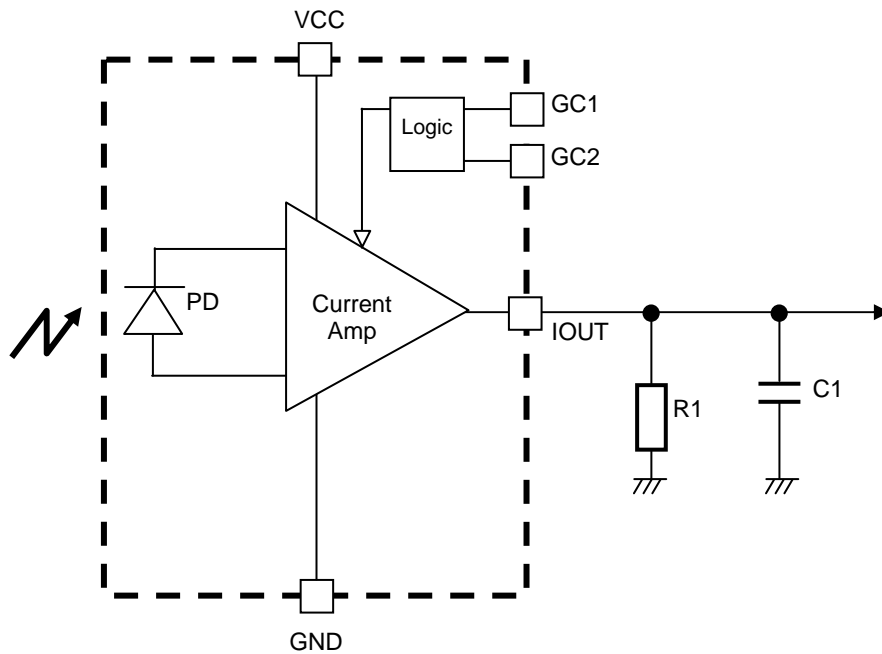 VCC
GC1
Logic
GC2
PD
Current
Amp
IOUT
R1
C1
GND